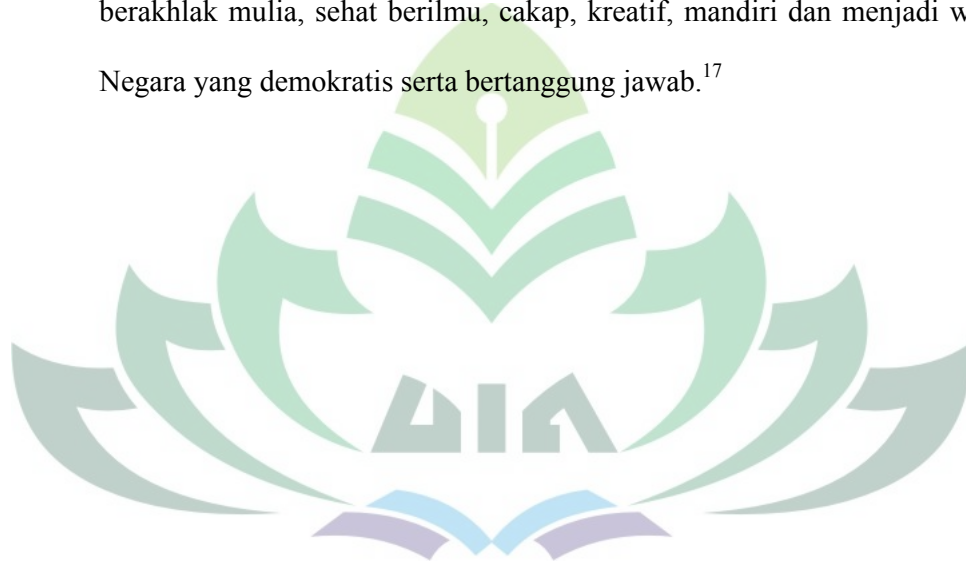 berakhlak mulia, sehat berilmu, cakap, kreatif, mandiri dan menjadi w
Negara yang demokratis serta bertanggung jawab.17
UIN